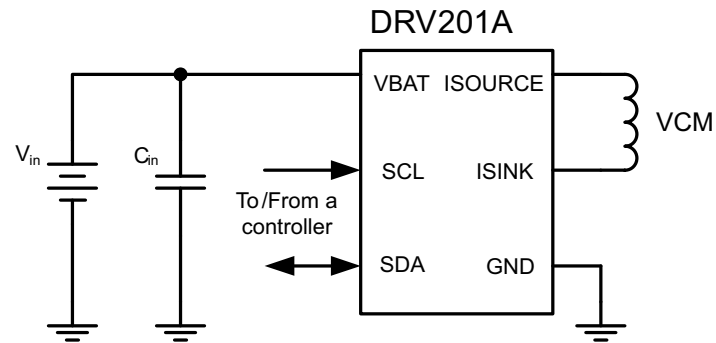 DRV201A
VBAT ISOURCE
VCM
Vin
Cin
SCL ISINK
To/From a
controller
SDA GND